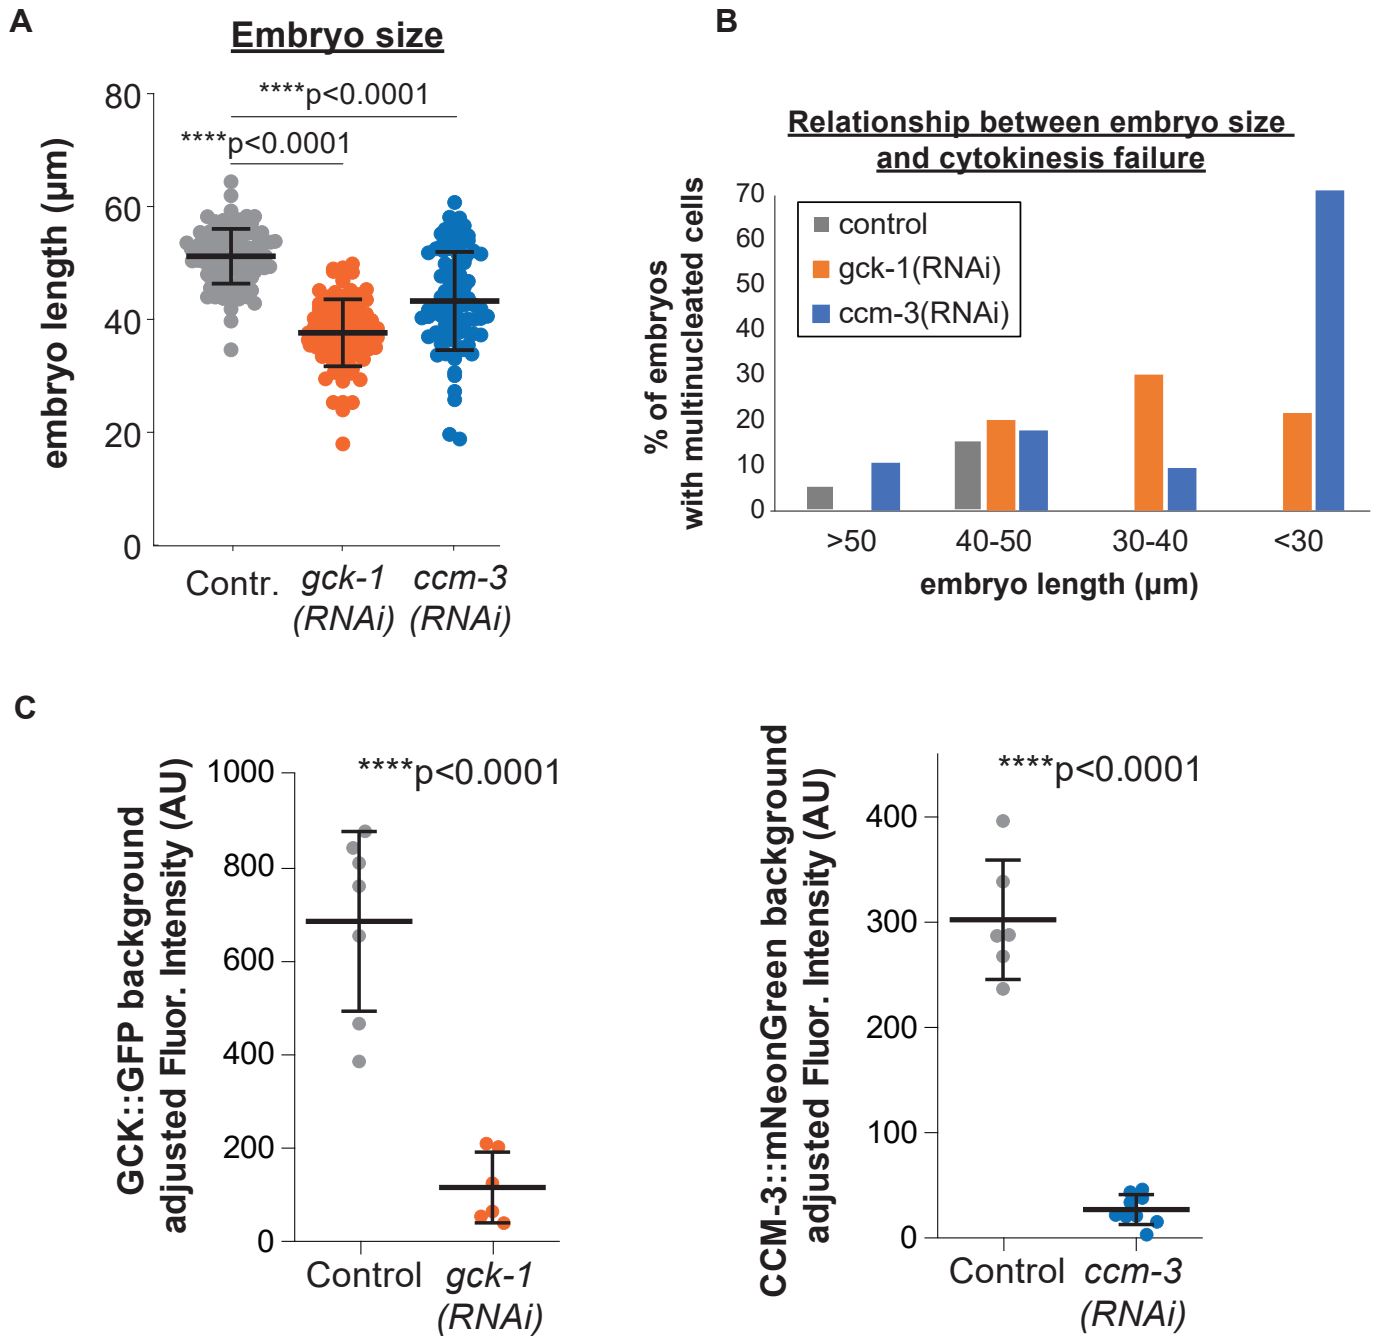 A
Embryo size
****p<0.0001
****p<0.0001
embryo length (µm)
80
60
40
20
0
Contr.
gck-1
(RNAi)
ccm-3
(RNAi)
B
Relationship between embryo size
and cytokinesis failure
% of embryos
with multinucleated cells
70
60
50
40
30
20
10
0
control
gck-1(RNAi)
ccm-3(RNAi)
>50
40-50
30-40
<30
embryo length (µm)
C
GCK::GFP background
adjusted Fluor. Intensity (AU)
1000
800
600
400
200
0
****p<0.0001
Control
gck-1
(RNAi)
CCM-3::mNeonGreen background
adjusted Fluor. Intensity (AU)
400
300
200
100
0
****p<0.0001
Control
ccm-3
(RNAi)